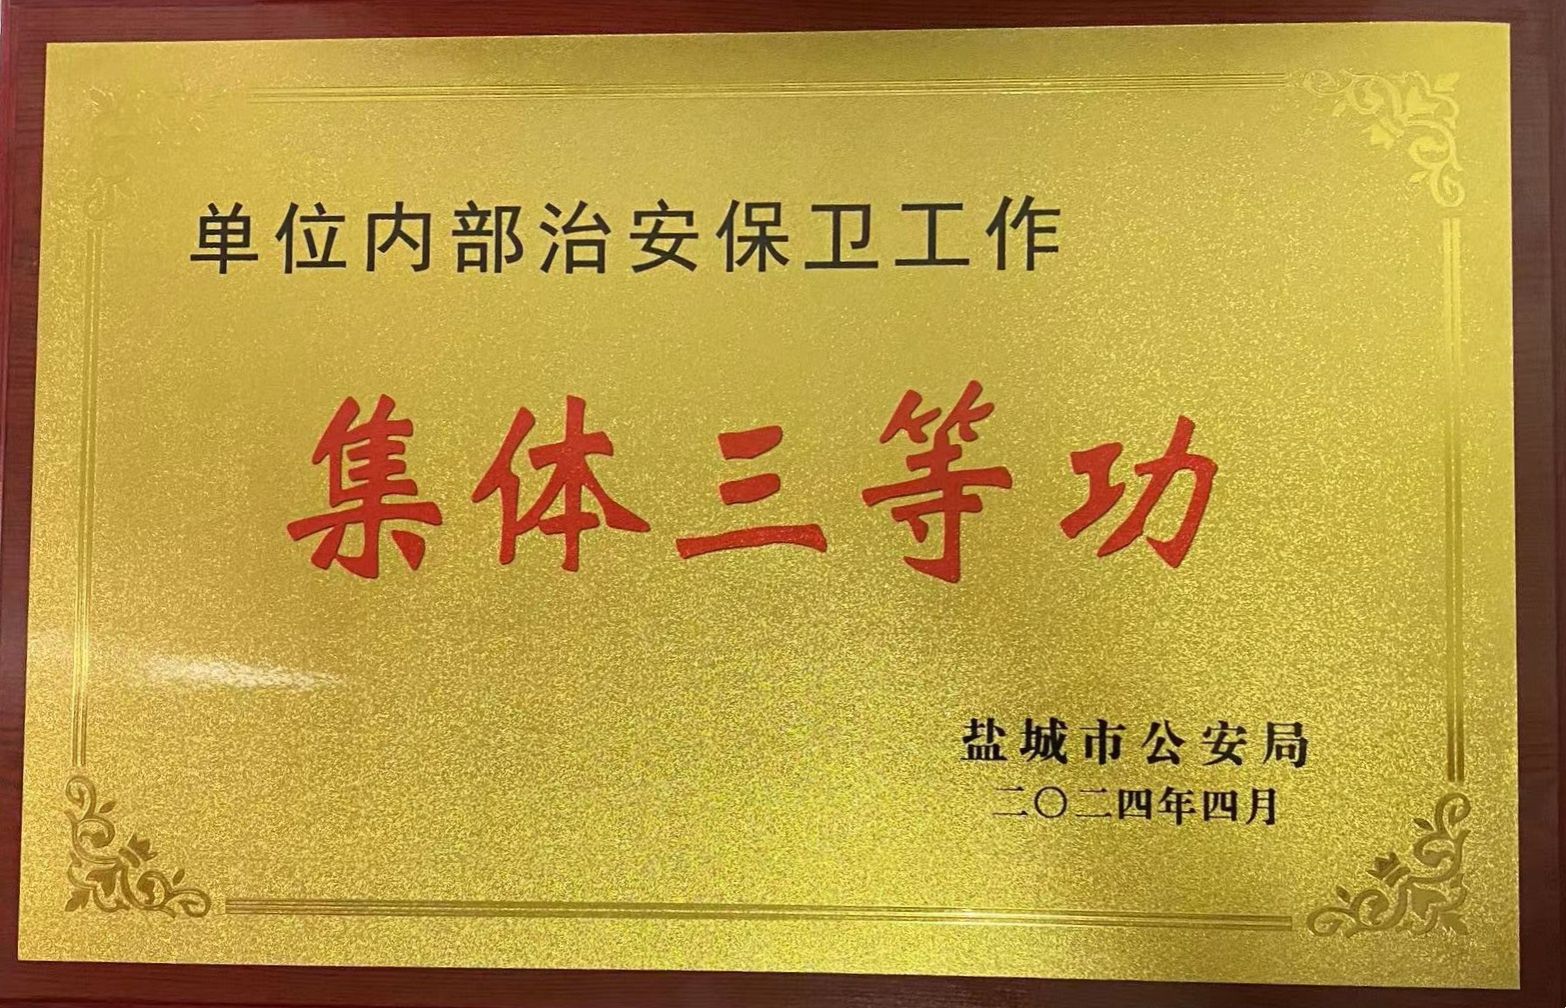 单位内部治安保卫工作
集体三等功
盐城市公安局
二〇二四年四月